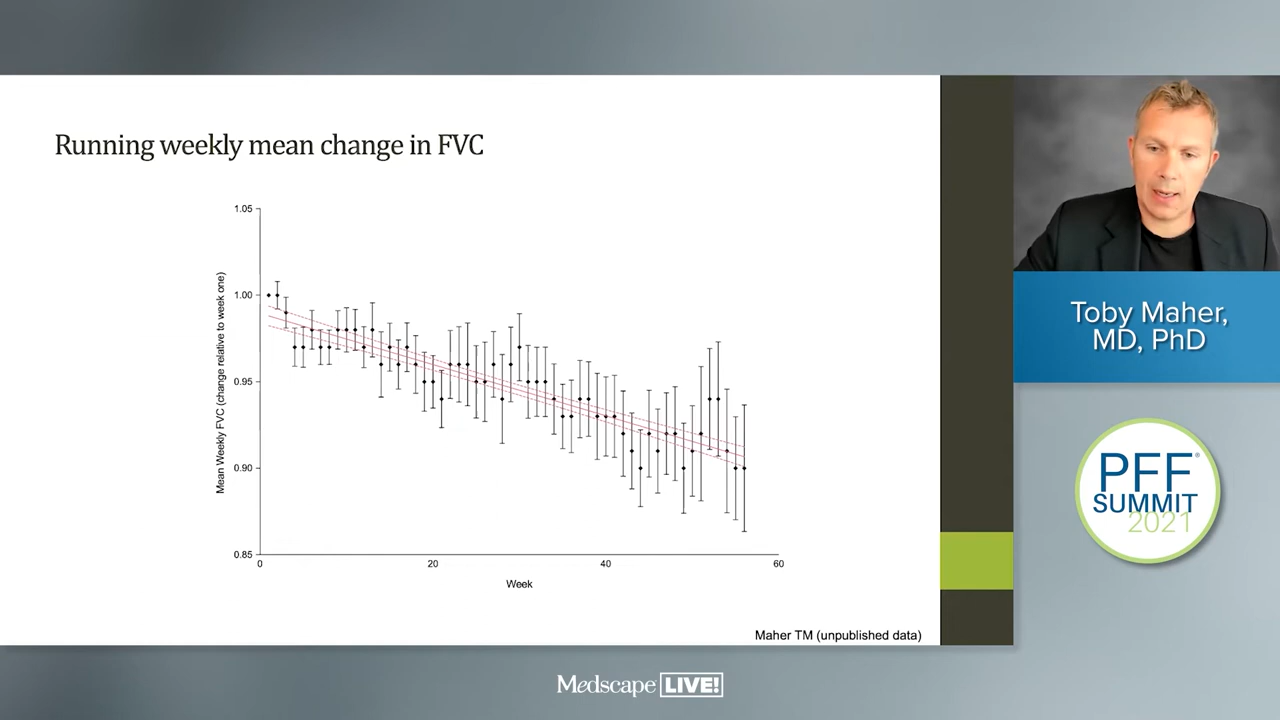 Running weekly mean change in FVC
1.05
1.00
0.95
0.90
0.85
Mean Weekly FVC (change relative to week one)
0
20
40
60
Week
Maher TM (unpublished data)
Toby Maher,
MD, PhD
PFF®
SUMMIT
2021
Medscape LIVE!